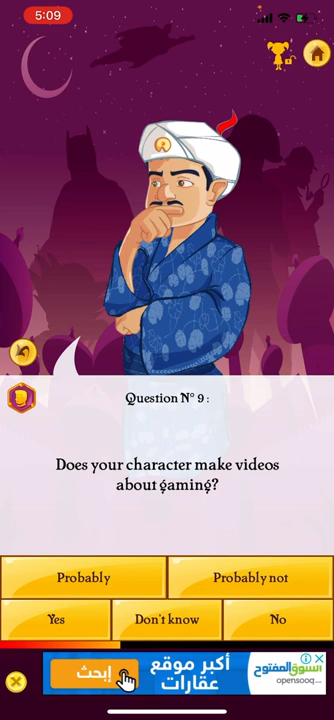 5:09
Question N° 9 :
Does your character make videos
about gaming?
Probably
Probably not
Yes
Don't know
No
إبحث
أكبر موقع
عقارات
السوق المفتوح
opensooq.com